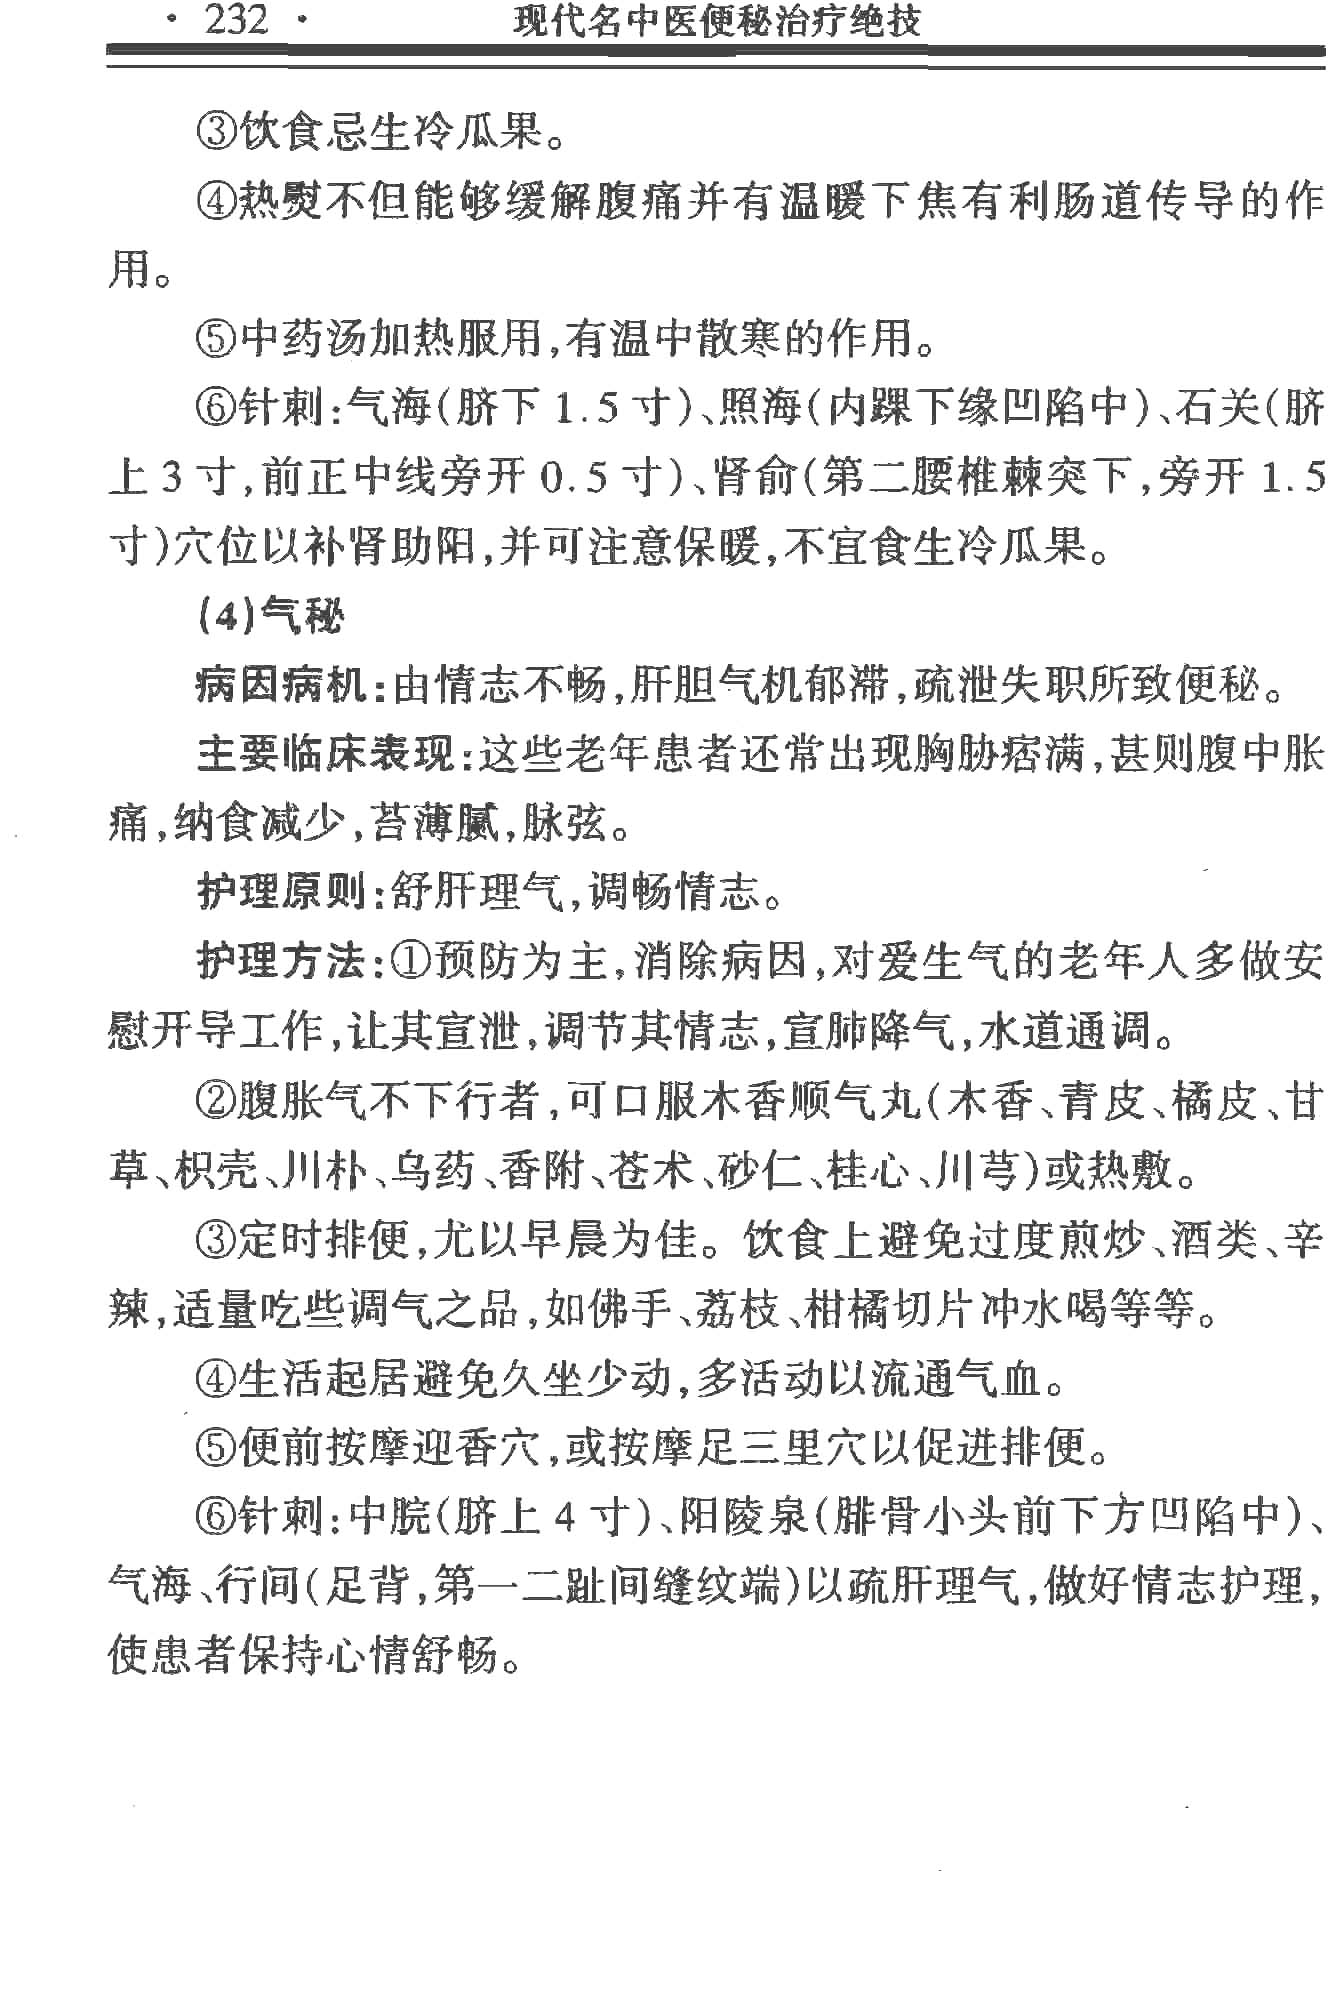 · 232 ·
现代名中医便秘治疗绝技
③饮食忌生冷瓜果。
④热熨不但能够缓解腹痛并有温暖下焦有利肠道传导的作
用。
⑤中药汤加热服用,有温中散寒的作用。
⑥针刺:气海(脐下 1.5 寸)、照海(内踝下缘凹陷中)、石关(脐
上 3 寸,前正中线旁开 0.5 寸)、肾俞(第二腰椎棘突下,旁开 1.5
寸)穴位以补肾助阳,并可注意保暖,不宜食生冷瓜果。
(4)气秘
病因病机:由情志不畅,肝胆气机郁滞,疏泄失职所致便秘。
主要临床表现:这些老年患者还常出现胸胁痞满,甚则腹中胀
痛,纳食减少,苔薄腻,脉弦。
护理原则:舒肝理气,调畅情志。
护理方法:①预防为主,消除病因,对爱生气的老年人多做安
慰开导工作,让其宣泄,调节其情志,宣肺降气,水道通调。
②腹胀气不下行者,可口服木香顺气丸(木香、青皮、橘皮、甘
草、枳壳、川朴、乌药、香附、苍术、砂仁、桂心、川芎)或热敷。
③定时排便,尤以早晨为佳。饮食上避免过度煎炒、酒类、辛
辣,适量吃些调气之品,如佛手、荔枝、柑橘切片冲水喝等等。
④生活起居避免久坐少动,多活动以流通气血。
⑤便前按摩迎香穴,或按摩足三里穴以促进排便。
⑥针刺:中脘(脐上 4 寸)、阳陵泉(腓骨小头前下方凹陷中)、
气海、行间(足背,第一二趾间缝纹端)以疏肝理气,做好情志护理,
使患者保持心情舒畅。